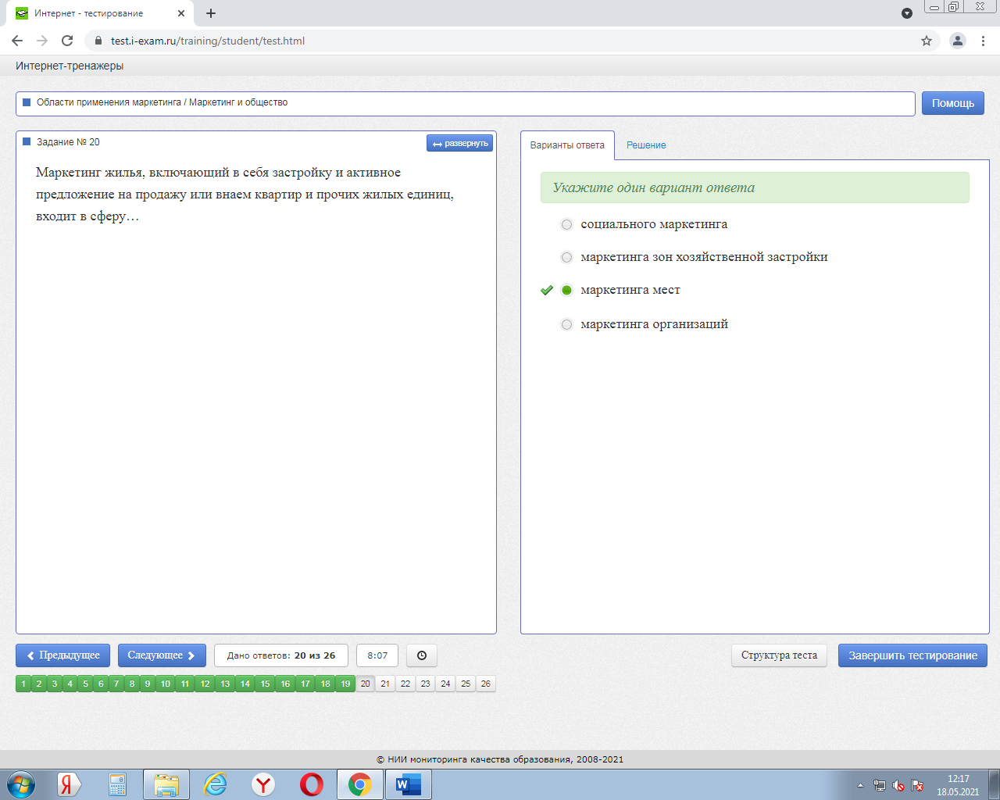 Интернет - тестирование
test.i-exam.ru/training/student/test.html
Интернет-тренажеры
Области применения маркетинга / Маркетинг и общество
Помощь
Задание № 20
развернуть
Маркетинг жилья, включающий в себя застройку и активное
предложение на продажу или внаем квартир и прочих жилых единиц,
входит в сферу…
Варианты ответа
Решение
Укажите один вариант ответа
социального маркетинга
маркетинга зон хозяйственной застройки
маркетинга мест
маркетинга организаций
Предыдущее
Следующее
Дано ответов: 20 из 26
8:07
Структура теста
Завершить тестирование
1 2 3 4 5 6 7 8 9 10 11 12 13 14 15 16 17 18 19 20 21 22 23 24 25 26
© НИИ мониторинга качества образования, 2008-2021
12:17
18.05.2021